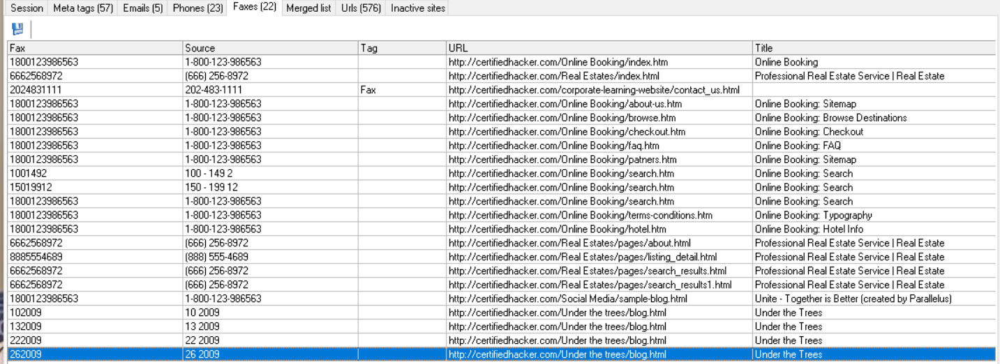 Session Meta tags (57) Emails (5) Phones (23) Faxes (22) Merged list Urls (576) Inactive sites
Fax Source Tag URL Title
1800123986563 1-800-123-986563 http://certifiedhacker.com/Online Booking/index.htm Online Booking
6662568972 (666) 256-8972 http://certifiedhacker.com/Real Estates/index.html Professional Real Estate Service | Real Estate
2024831111 202-483-1111 Fax http://certifiedhacker.com/corporate-learning-website/contact_us.html
1800123986563 1-800-123-986563 http://certifiedhacker.com/Online Booking/about-us.htm Online Booking: Sitemap
1800123986563 1-800-123-986563 http://certifiedhacker.com/Online Booking/browse.htm Online Booking: Browse Destinations
1800123986563 1-800-123-986563 http://certifiedhacker.com/Online Booking/checkout.htm Online Booking: Checkout
1800123986563 1-800-123-986563 http://certifiedhacker.com/Online Booking/faq.htm Online Booking: FAQ
1800123986563 1-800-123-986563 http://certifiedhacker.com/Online Booking/patners.htm Online Booking: Sitemap
1001492 100 - 149 2 http://certifiedhacker.com/Online Booking/search.htm Online Booking: Search
15019912 150 - 199 12 http://certifiedhacker.com/Online Booking/search.htm Online Booking: Search
1800123986563 1-800-123-986563 http://certifiedhacker.com/Online Booking/search.htm Online Booking: Search
1800123986563 1-800-123-986563 http://certifiedhacker.com/Online Booking/terms-conditions.htm Online Booking: Typography
1800123986563 1-800-123-986563 http://certifiedhacker.com/Online Booking/hotel.htm Online Booking: Hotel Info
6662568972 (666) 256-8972 http://certifiedhacker.com/Real Estates/pages/about.html Professional Real Estate Service | Real Estate
8885554689 (888) 555-4689 http://certifiedhacker.com/Real Estates/pages/listing_detail.html Professional Real Estate Service | Real Estate
6662568972 (666) 256-8972 http://certifiedhacker.com/Real Estates/pages/search_results.html Professional Real Estate Service | Real Estate
6662568972 (666) 256-8972 http://certifiedhacker.com/Real Estates/pages/search_results1.html Professional Real Estate Service | Real Estate
1800123986563 1-800-123-986563 http://certifiedhacker.com/Social Media/sample-blog.html Unite - Together is Better (created by Parallelus)
102009 10 2009 http://certifiedhacker.com/Under the trees/blog.html Under the Trees
132009 13 2009 http://certifiedhacker.com/Under the trees/blog.html Under the Trees
222009 22 2009 http://certifiedhacker.com/Under the trees/blog.html Under the Trees
262009 26 2009 http://certifiedhacker.com/Under the trees/blog.html Under the Trees